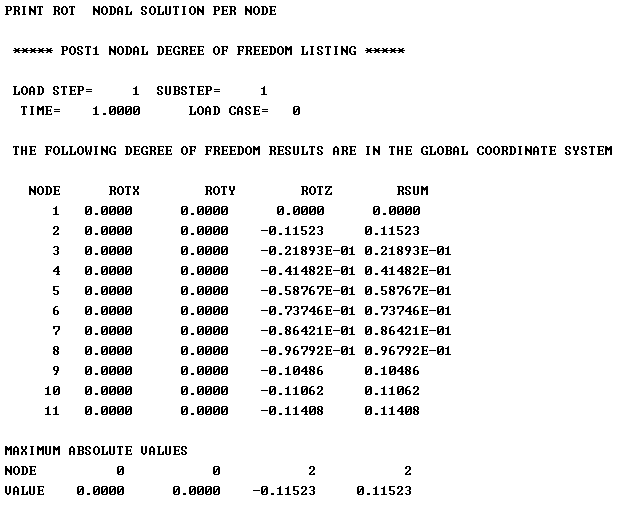 PRINT ROT  NODAL SOLUTION PER NODE
***** POST1 NODAL DEGREE OF FREEDOM LISTING *****
LOAD STEP=     1  SUBSTEP=     1
TIME=    1.0000      LOAD CASE=   0
THE FOLLOWING DEGREE OF FREEDOM RESULTS ARE IN THE GLOBAL COORDINATE SYSTEM
NODE      ROTX        ROTY        ROTZ        RSUM
1   0.0000      0.0000      0.0000      0.0000
2   0.0000      0.0000    -0.11523     0.11523
3   0.0000      0.0000    -0.21893E-01 0.21893E-01
4   0.0000      0.0000    -0.41482E-01 0.41482E-01
5   0.0000      0.0000    -0.58767E-01 0.58767E-01
6   0.0000      0.0000    -0.73746E-01 0.73746E-01
7   0.0000      0.0000    -0.86421E-01 0.86421E-01
8   0.0000      0.0000    -0.96792E-01 0.96792E-01
9   0.0000      0.0000    -0.10486     0.10486
10   0.0000      0.0000    -0.11062     0.11062
11   0.0000      0.0000    -0.11408     0.11408
MAXIMUM ABSOLUTE VALUES
NODE          0           0           2           2
VALUE     0.0000      0.0000    -0.11523     0.11523